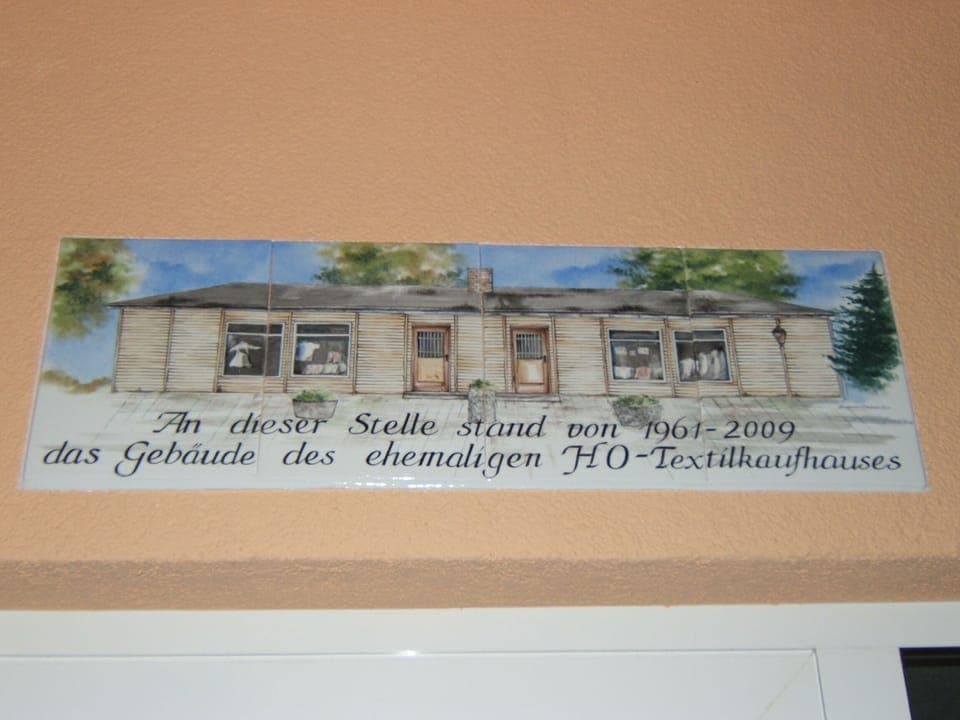 An dieser Stelle stand von 1961-2009
das Gebäude des ehemaligen HO-Textilkaufhauses